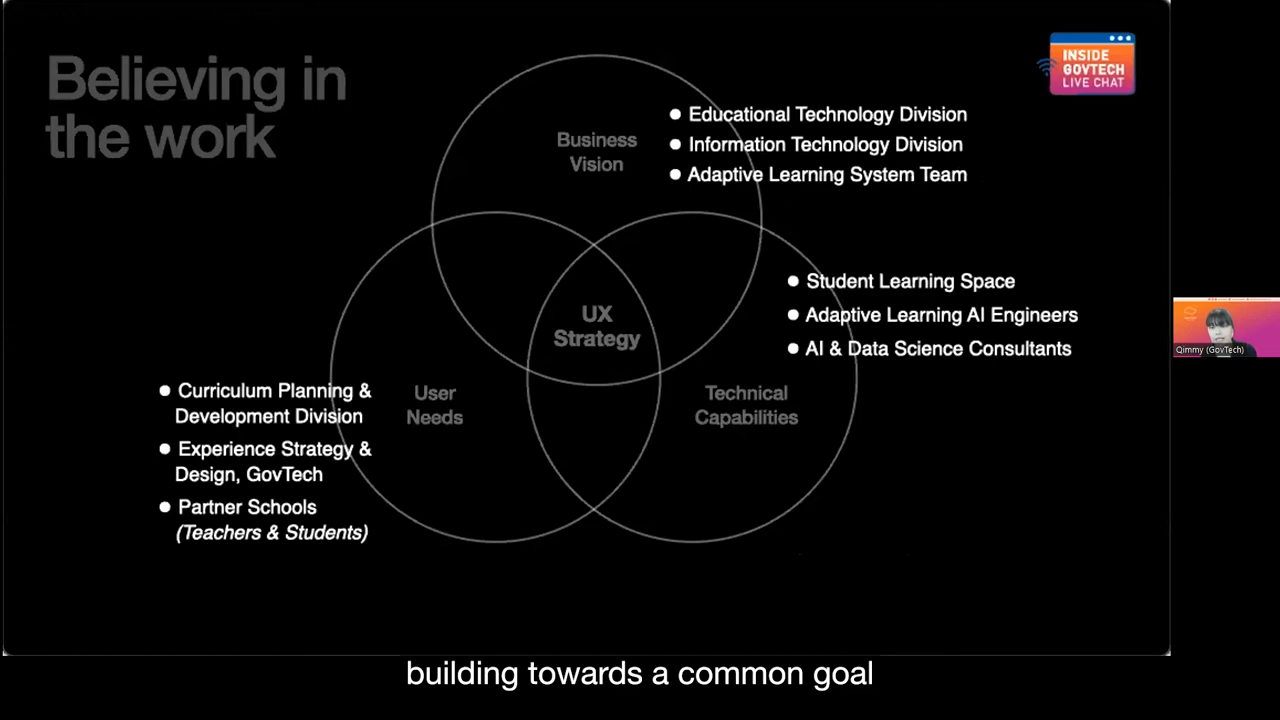 Believing in
the work
INSIDE
GOVTECH
LIVE CHAT
Business
Vision
● Educational Technology Division
● Information Technology Division
● Adaptive Learning System Team
UX
Strategy
● Student Learning Space
● Adaptive Learning AI Engineers
● AI & Data Science Consultants
Qimmy (GovTech)
● Curriculum Planning &
Development Division
● Experience Strategy &
Design, GovTech
● Partner Schools
(Teachers & Students)
User
Needs
Technical
Capabilities
building towards a common goal